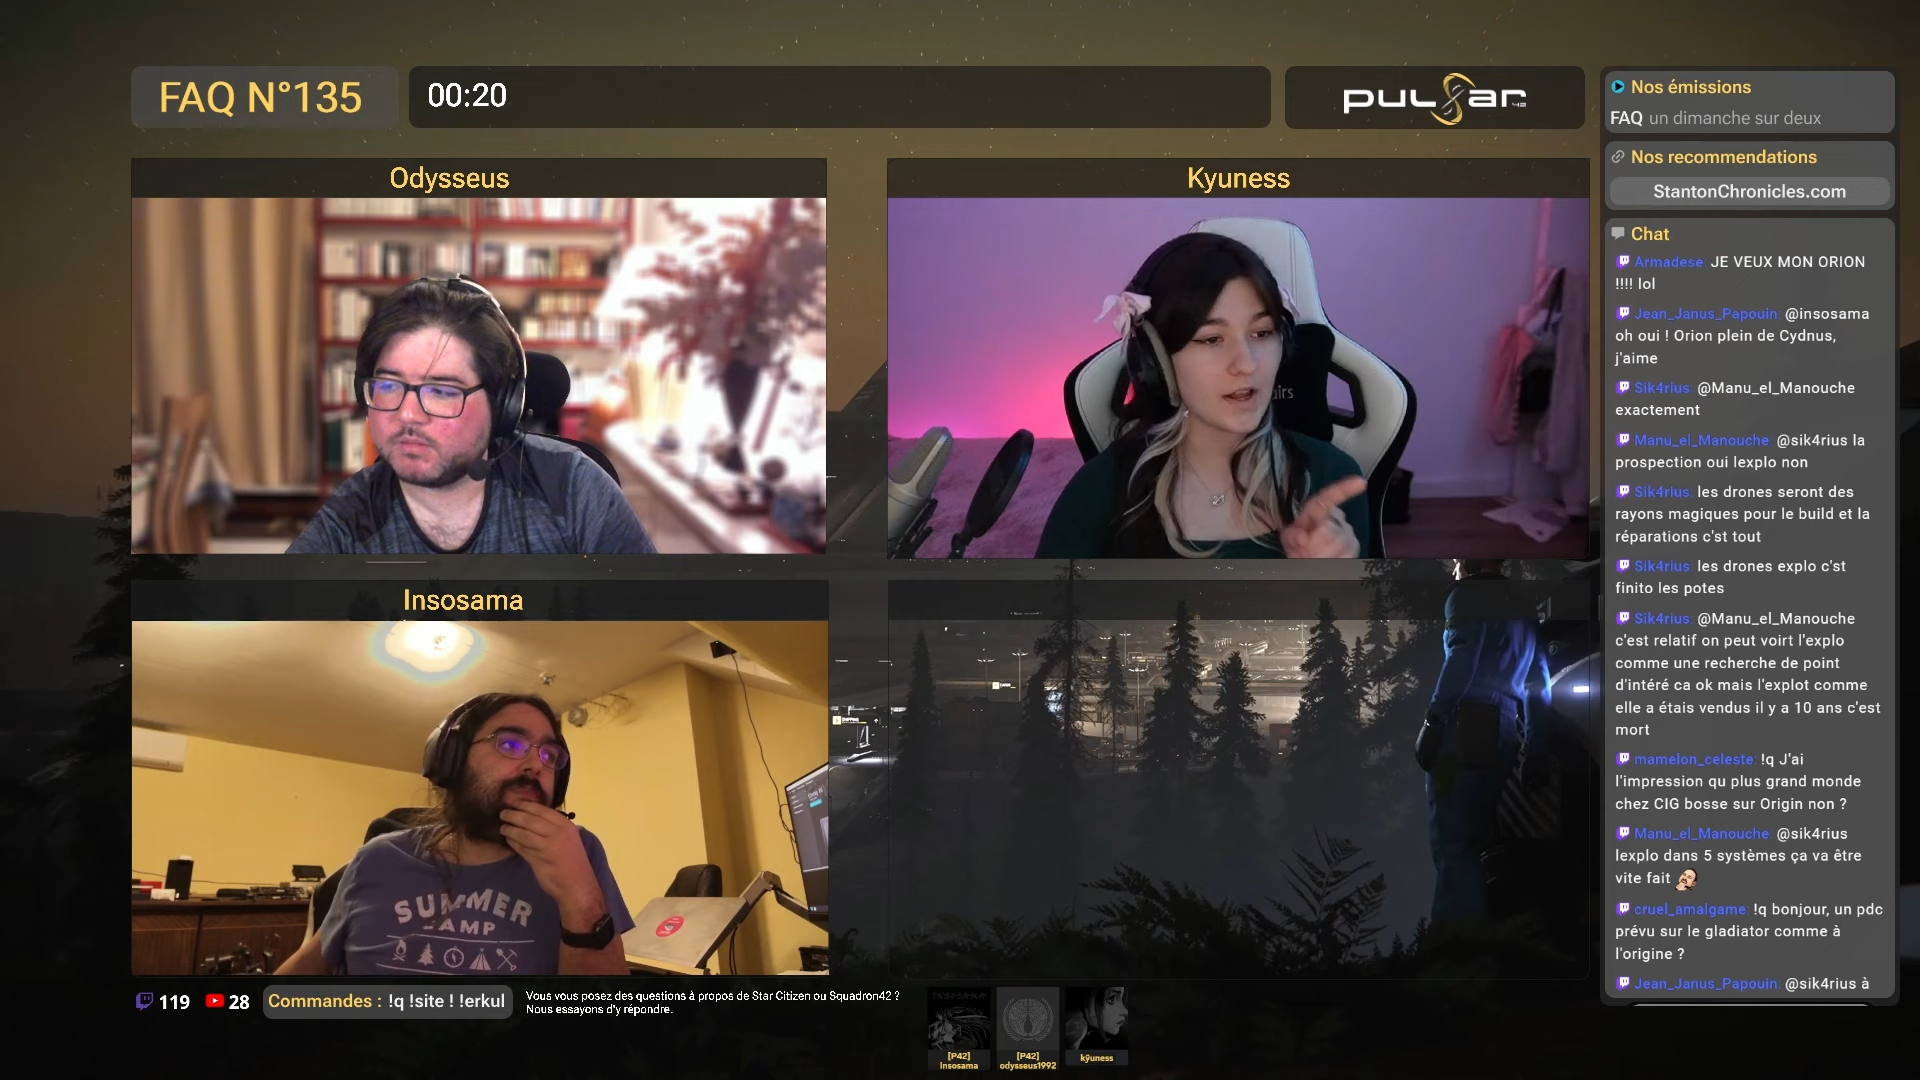 FAQ N°135
00:20
pulsar 42
Odysseus
Kyuness
Insosama
SUMMER
CAMP
119
28
Commandes : !q !site ! !erkul
Vous vous posez des questions à propos de Star Citizen ou Squadron42 ?
Nous essayons d'y répondre.
[P42]
Insosama
[P42]
odysseus1992
kÿuness
Nos émissions
FAQ un dimanche sur deux
Nos recommendations
StantonChronicles.com
Chat
Armadese: JE VEUX MON ORION
!!!! lol
Jean_Janus_Papouin: @insosama
oh oui ! Orion plein de Cydnus,
j'aime
Sik4rius: @Manu_el_Manouche
exactement
Manu_el_Manouche: @sik4rius la
prospection oui lexplo non
Sik4rius: les drones seront des
rayons magiques pour le build et la
réparations c'st tout
Sik4rius: les drones explo c'st
finito les potes
Sik4rius: @Manu_el_Manouche
c'est relatif on peut voirt l'explo
comme une recherche de point
d'intéré ca ok mais l'explot comme
elle a étais vendus il y a 10 ans c'est
mort
mamelon_celeste: !q J'ai
l'impression qu plus grand monde
chez CIG bosse sur Origin non ?
Manu_el_Manouche: @sik4rius
lexplo dans 5 systèmes ça va être
vite fait
cruel_amalgame: !q bonjour, un pdc
prévu sur le gladiator comme à
l'origine ?
Jean_Janus_Papouin: @sik4rius à